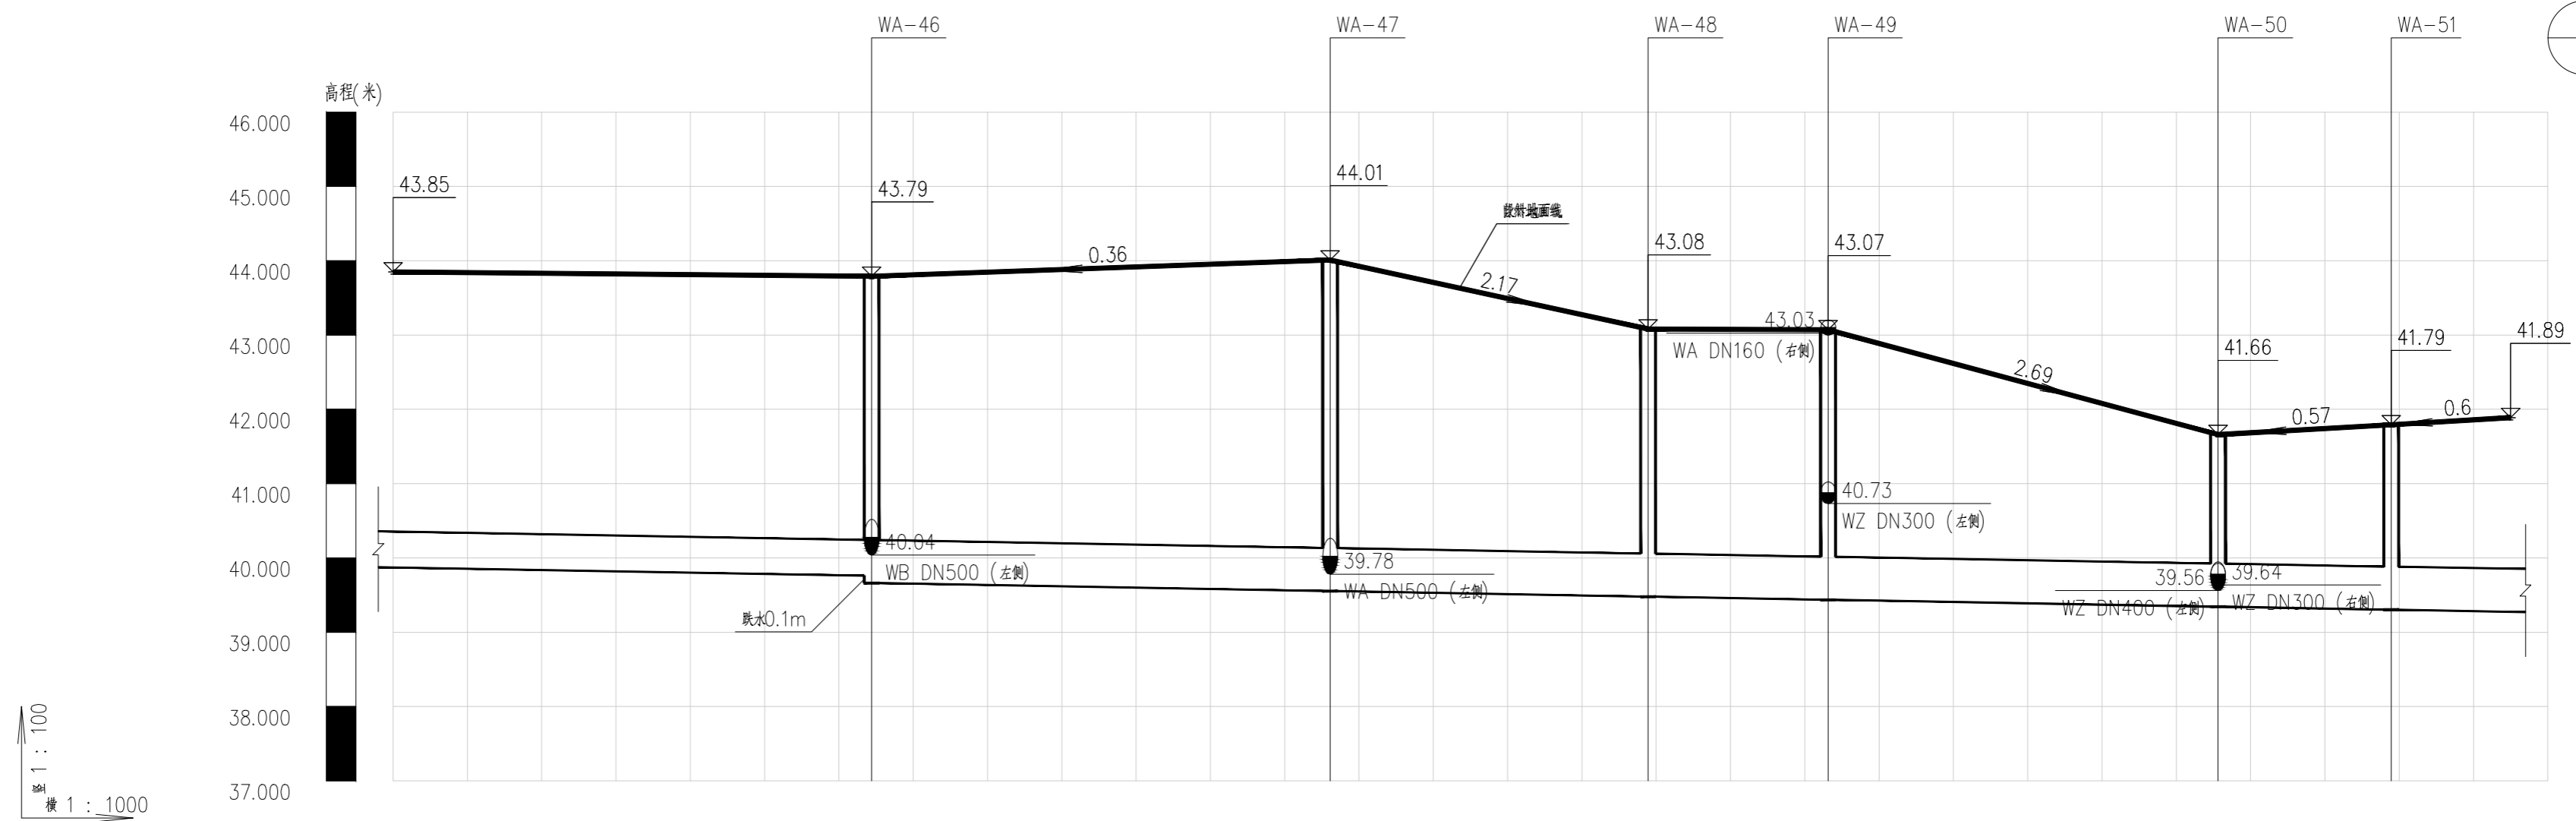 WA-46
WA-47
WA-48
WA-49
WA-50
WA-51
高程(米)
46.000
45.000
44.000
43.000
42.000
41.000
40.000
39.000
38.000
37.000
43.85
43.79
44.01
43.08
43.07
41.66
41.79
41.89
设计地面线
0.36
2.17
2.69
0.57
0.6
43.03
WA DN160 (右侧)
40.73
WZ DN300 (左侧)
40.04
WB DN500 (左侧)
39.78
WA DN500 (左侧)
39.56
WZ DN400 (左侧)
39.64
WZ DN300 (右侧)
跌水0.1m
竖 1 : 100
横 1 : 1000